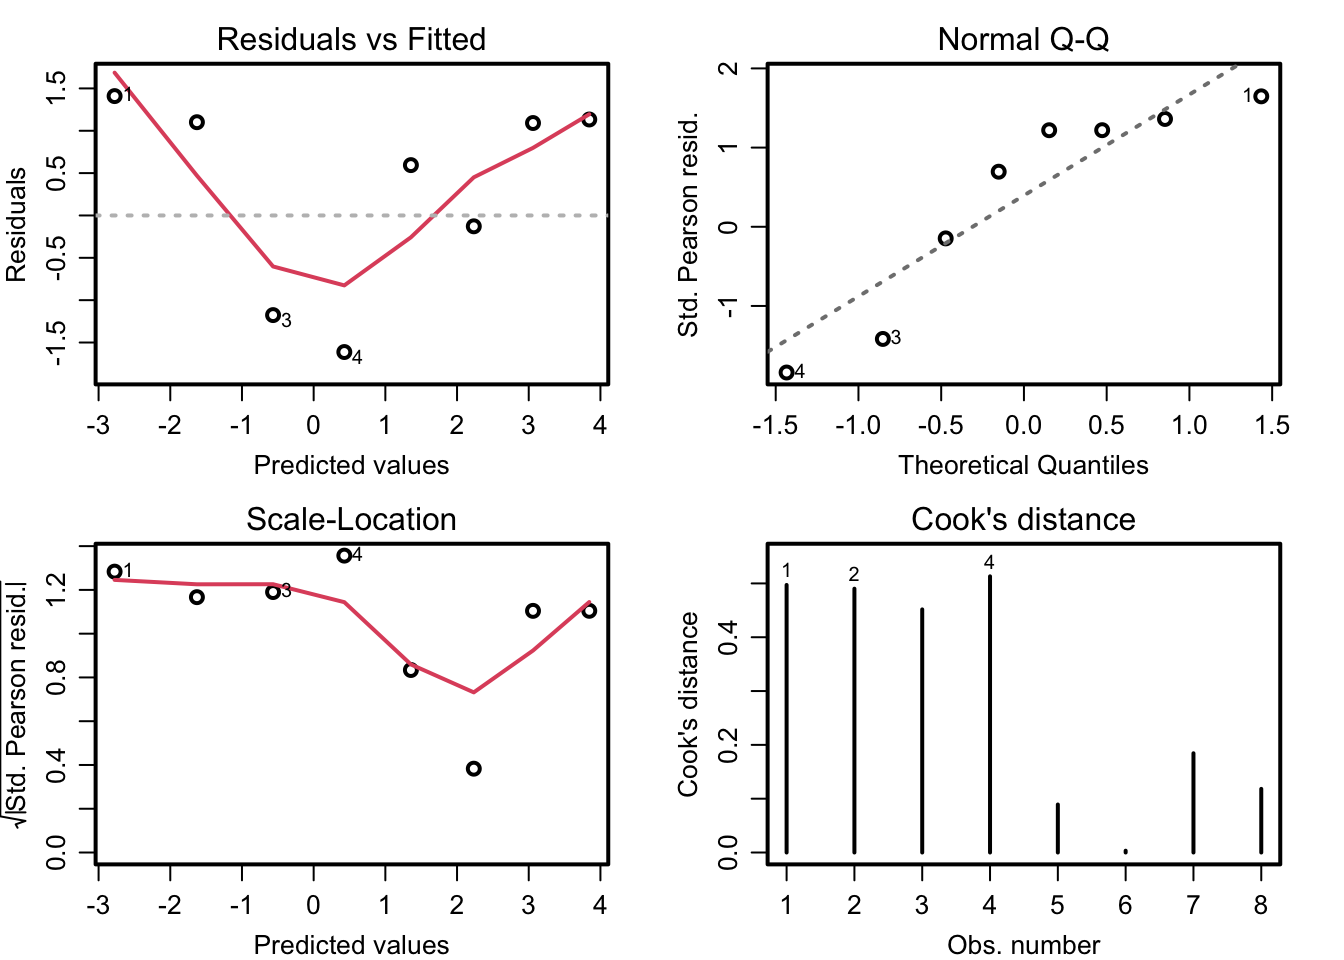 Residuals vs Fitted
Residuals
1.5
0.5
-0.5
-1.5
1
3
4
-3 -2 -1 0 1 2 3 4
Predicted values
Normal Q-Q
Std. Pearson resid.
2
1
0
-1
1
3
4
-1.5 -1.0 -0.5 0.0 0.5 1.0 1.5
Theoretical Quantiles
Scale-Location
√|Std. Pearson resid.|
1.2
0.8
0.4
0.0
4
1
3
-3 -2 -1 0 1 2 3 4
Predicted values
Cook's distance
Cook's distance
0.4
0.2
0.0
1 2 4
1 2 3 4 5 6 7 8
Obs. number